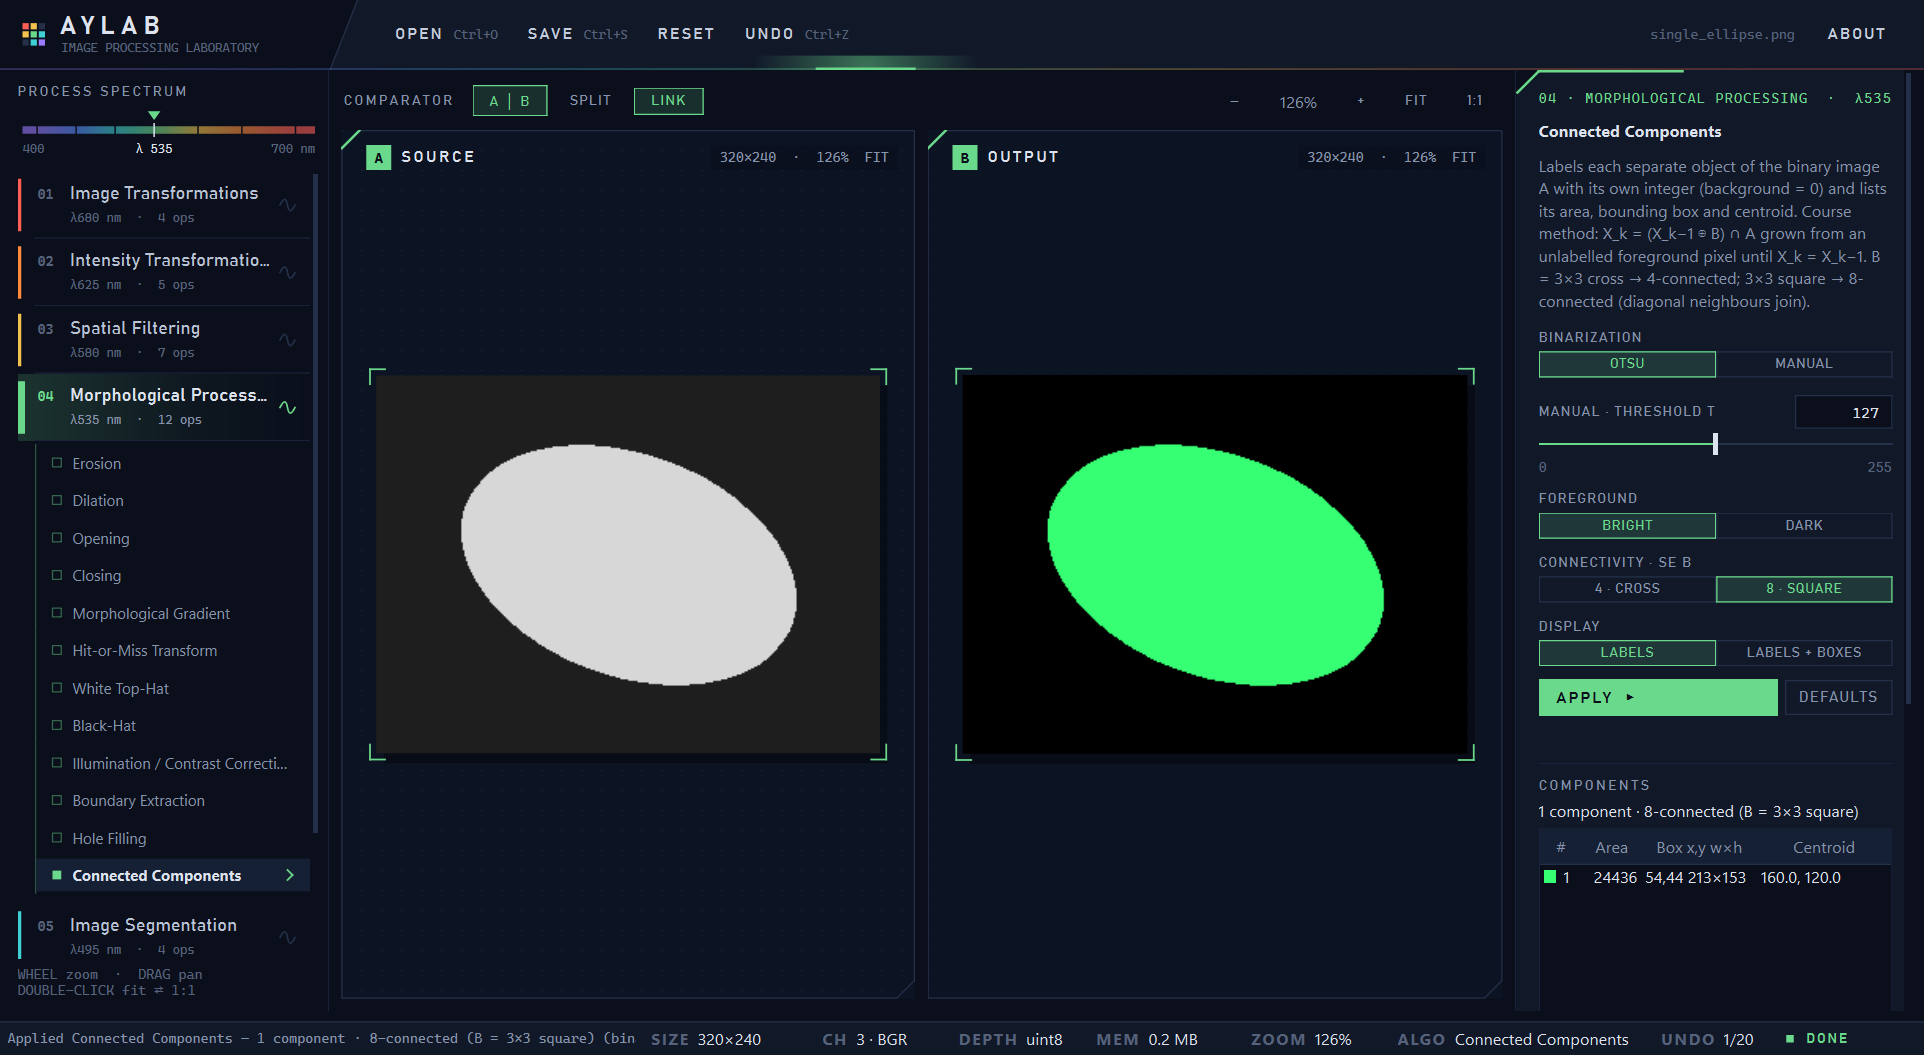 AYLAB
IMAGE PROCESSING LABORATORY
OPEN Ctrl+O SAVE Ctrl+S RESET UNDO Ctrl+Z
single_ellipse.png ABOUT
PROCESS SPECTRUM
400 λ 535 700 nm
01 Image Transformations
λ680 nm · 4 ops
02 Intensity Transformatio...
λ625 nm · 5 ops
03 Spatial Filtering
λ580 nm · 7 ops
04 Morphological Process...
λ535 nm · 12 ops
Erosion
Dilation
Opening
Closing
Morphological Gradient
Hit-or-Miss Transform
White Top-Hat
Black-Hat
Illumination / Contrast Correcti...
Boundary Extraction
Hole Filling
Connected Components
05 Image Segmentation
λ495 nm · 4 ops
WHEEL zoom · DRAG pan
DOUBLE-CLICK fit ⇌ 1:1
COMPARATOR A | B SPLIT LINK
− 126% + FIT 1:1
A SOURCE 320×240 · 126% FIT
B OUTPUT 320×240 · 126% FIT
04 · MORPHOLOGICAL PROCESSING · λ535
Connected Components
Labels each separate object of the binary image
A with its own integer (background = 0) and lists
its area, bounding box and centroid. Course
method: X_k = (X_k−1 ⊕ B) ∩ A grown from an
unlabelled foreground pixel until X_k = X_k−1. B
= 3×3 cross → 4-connected; 3×3 square → 8-
connected (diagonal neighbours join).
BINARIZATION
OTSU MANUAL
MANUAL · THRESHOLD T 127
0 255
FOREGROUND
BRIGHT DARK
CONNECTIVITY · SE B
4 · CROSS 8 · SQUARE
DISPLAY
LABELS LABELS + BOXES
APPLY ▸ DEFAULTS
COMPONENTS
1 component · 8-connected (B = 3×3 square)
# Area Box x,y w×h Centroid
1 24436 54,44 213×153 160.0, 120.0
Applied Connected Components — 1 component · 8-connected (B = 3×3 square) (bin
SIZE 320×240 CH 3 · BGR DEPTH uint8 MEM 0.2 MB ZOOM 126% ALGO Connected Components UNDO 1/20 DONE